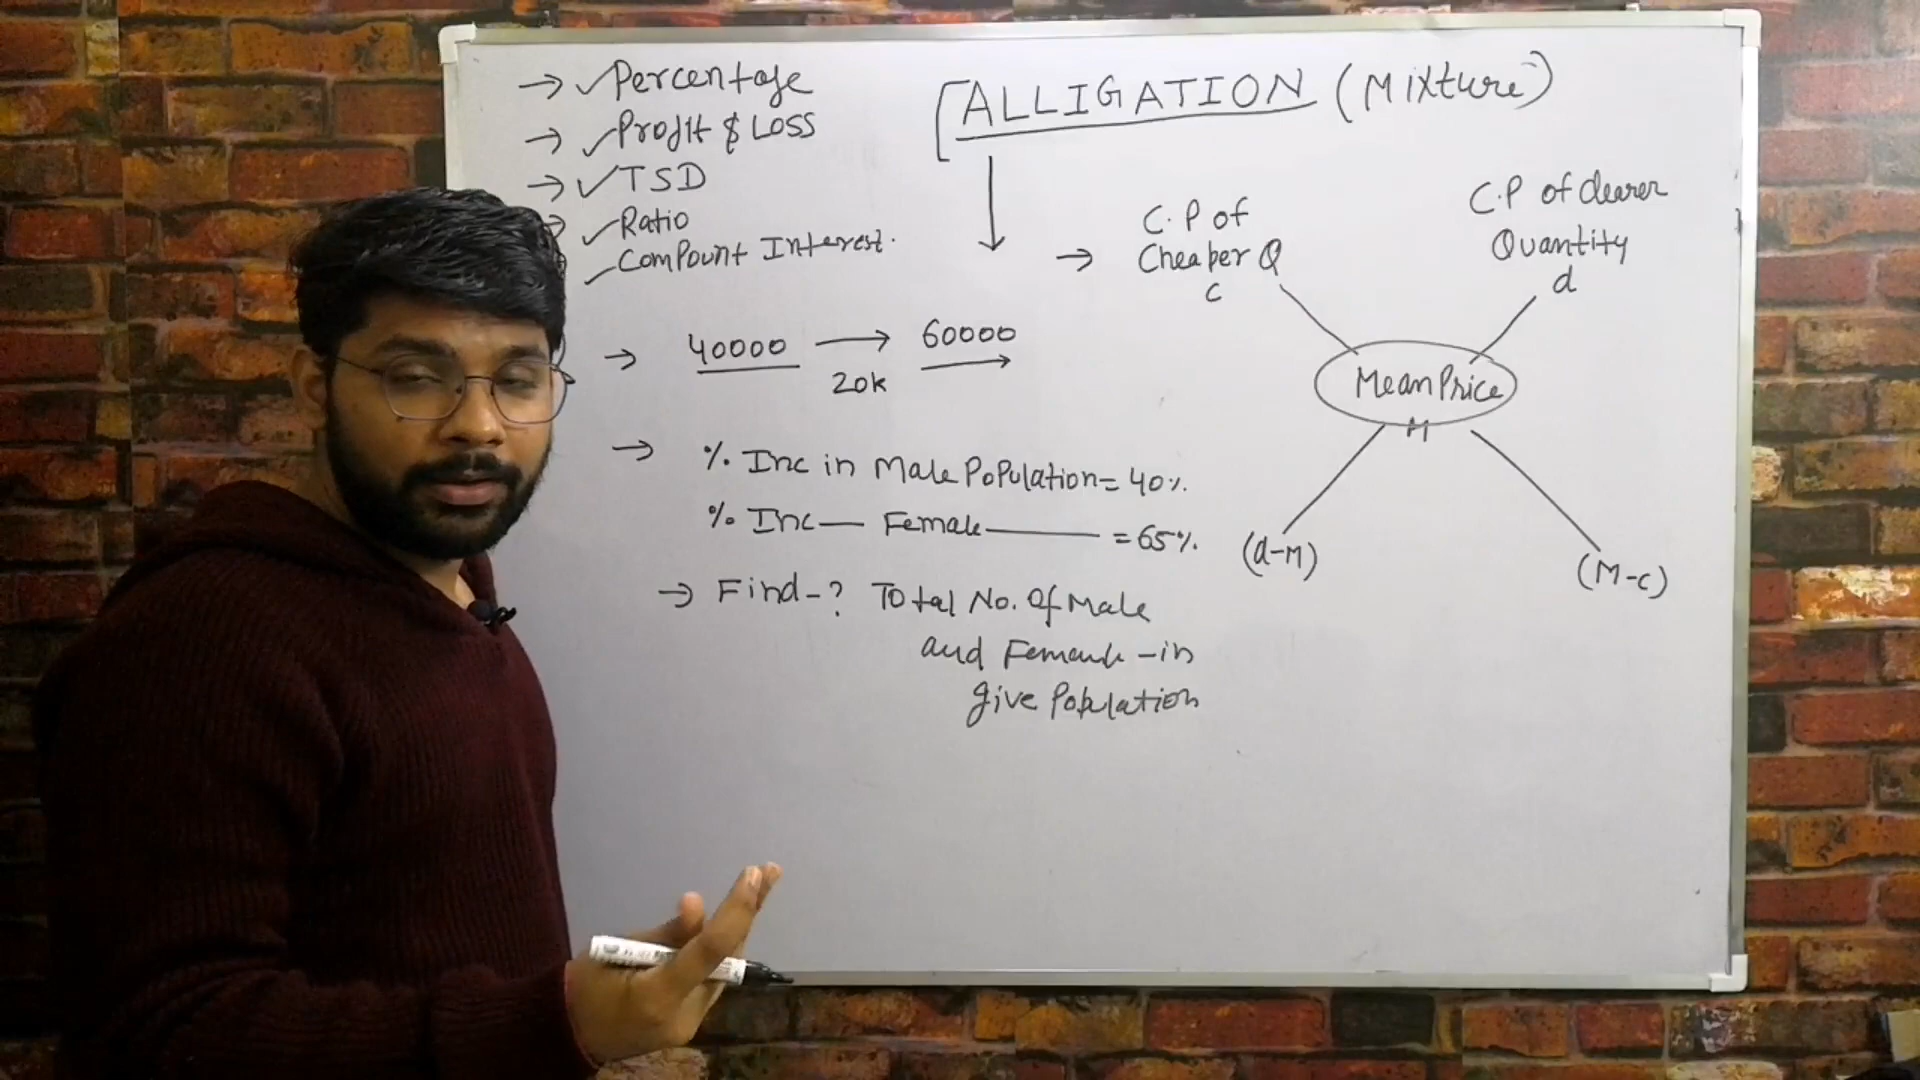 → ✓Percentage
→ ✓Profit & Loss
→ ✓TSD
✓Ratio
✓ComPount Interest.
[ALLIGATION (Mixture)
40000 → 60000
20k
→ % Inc in Male PoPulation = 40%.
% Inc — Female — = 65%
→ Find - ? Total No. Of Male
and Female - in
give Population
→ C.P of
Cheaper Q
c
C.P of dearer
Quantity
d
Mean Price
M
(d-M)
(M-c)